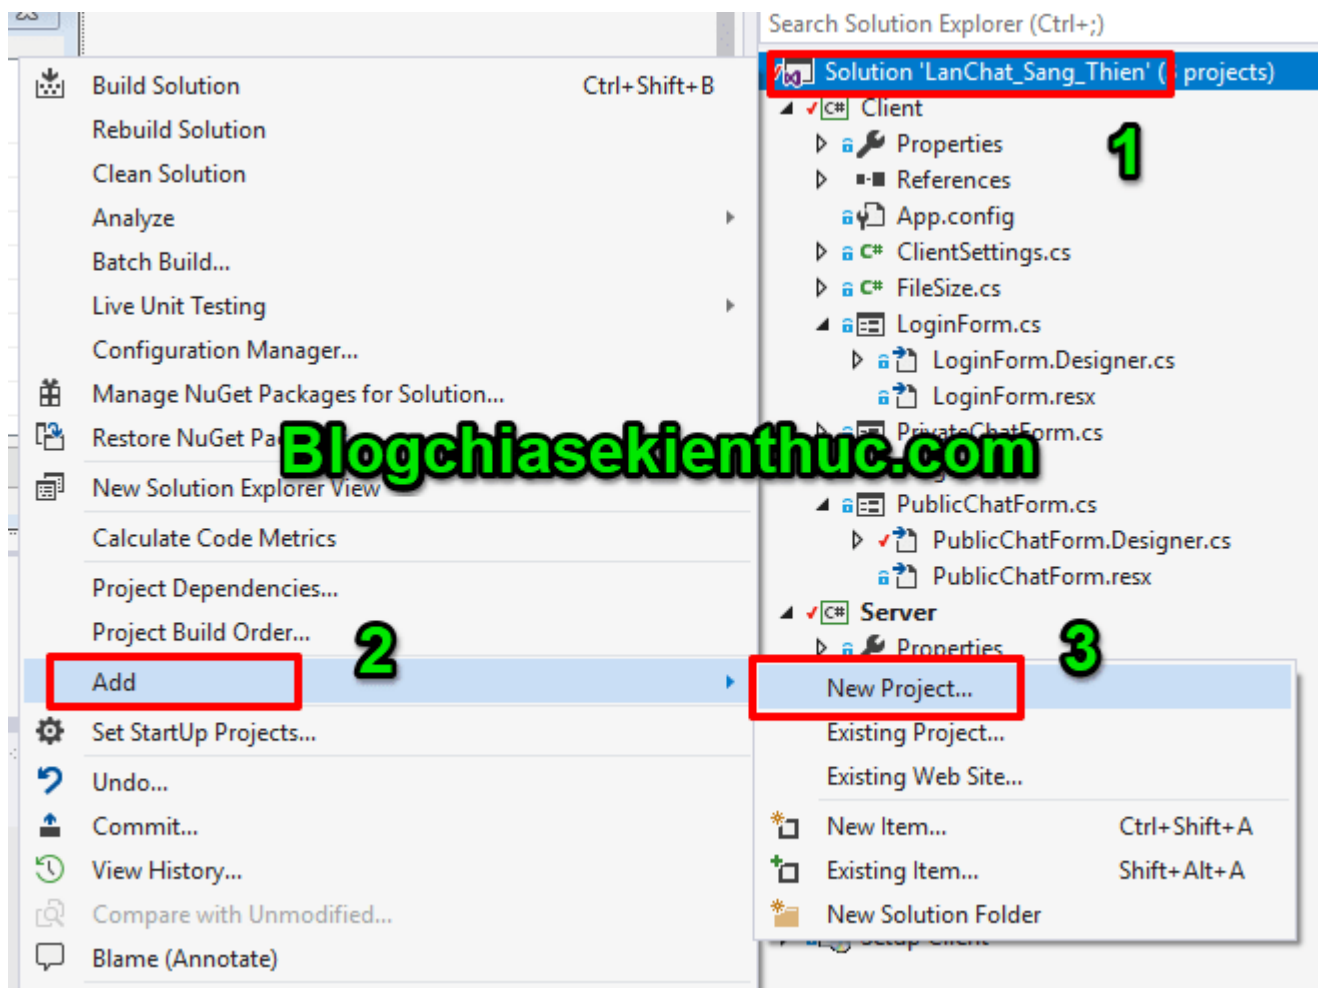 Search Solution Explorer (Ctrl+;)
Solution 'LanChat_Sang_Thien' ( projects)
Client
Properties
References
App.config
ClientSettings.cs
FileSize.cs
LoginForm.cs
LoginForm.Designer.cs
LoginForm.resx
PrivateChatForm.cs
PublicChatForm.cs
PublicChatForm.Designer.cs
PublicChatForm.resx
Server
Properties
1
Build Solution Ctrl+Shift+B
Rebuild Solution
Clean Solution
Analyze
Batch Build...
Live Unit Testing
Configuration Manager...
Manage NuGet Packages for Solution...
Restore NuGet
Blogchiasekienthuc.com
New Solution Explorer View
Calculate Code Metrics
Project Dependencies...
Project Build Order...
2
Add
Set StartUp Projects...
Undo...
Commit...
View History...
Compare with Unmodified...
Blame (Annotate)
3
New Project...
Existing Project...
Existing Web Site...
New Item... Ctrl+Shift+A
Existing Item... Shift+Alt+A
New Solution Folder
Setup Client